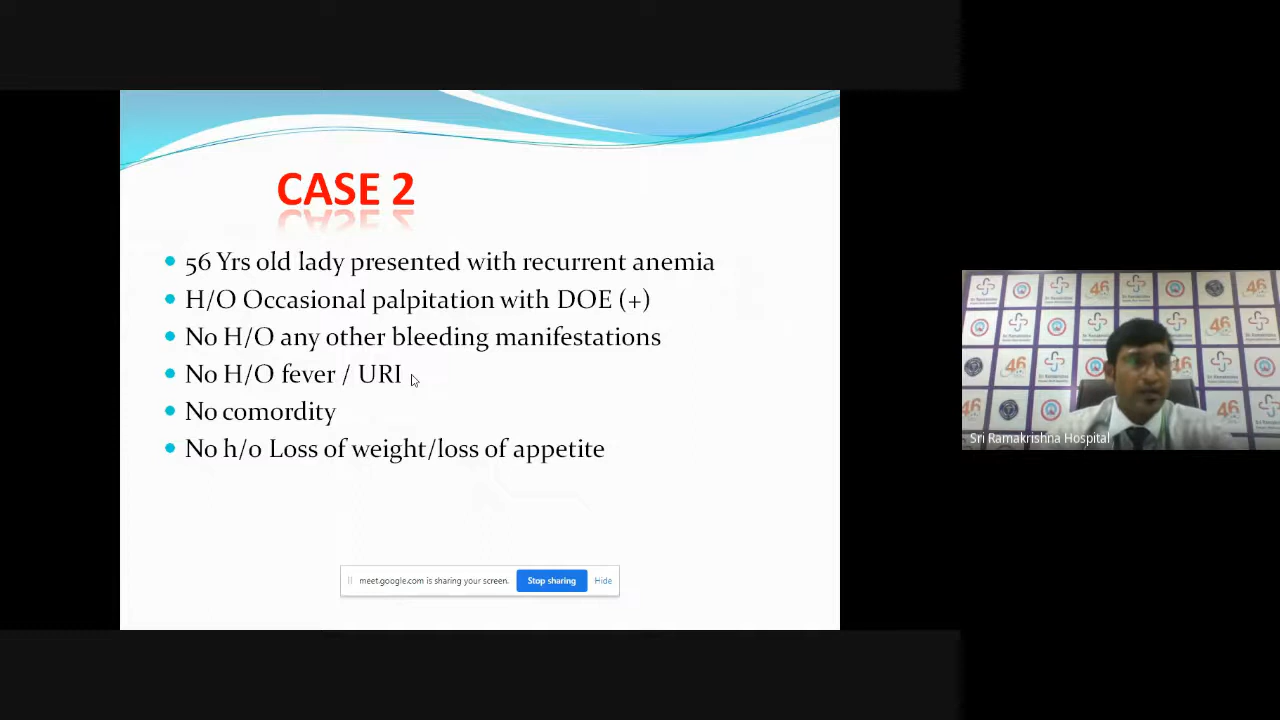 CASE 2
56 Yrs old lady presented with recurrent anemia
H/O Occasional palpitation with DOE (+)
No H/O any other bleeding manifestations
No H/O fever / URI
No comordity
No h/o Loss of weight/loss of appetite
meet.google.com is sharing your screen. Stop sharing Hide
Sri Ramakrishna Hospital